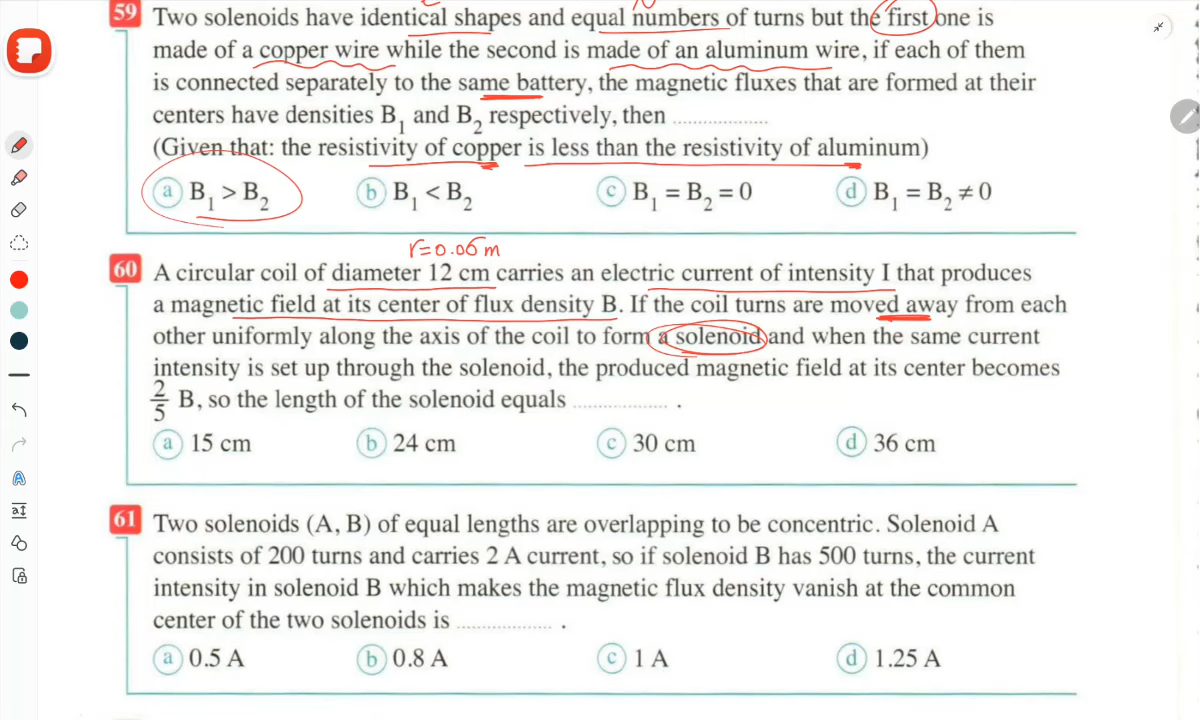 59 Two solenoids have identical shapes and equal numbers of turns but the first one is
made of a copper wire while the second is made of an aluminum wire, if each of them
is connected separately to the same battery, the magnetic fluxes that are formed at their
centers have densities B₁ and B₂ respectively, then ..................
(Given that: the resistivity of copper is less than the resistivity of aluminum)
a B₁ > B₂ b B₁ < B₂ c B₁ = B₂ = 0 d B₁ = B₂ ≠ 0
r=0.06m
60 A circular coil of diameter 12 cm carries an electric current of intensity I that produces
a magnetic field at its center of flux density B. If the coil turns are moved away from each
other uniformly along the axis of the coil to form a solenoid and when the same current
intensity is set up through the solenoid, the produced magnetic field at its center becomes
2/5 B, so the length of the solenoid equals .................. .
a 15 cm b 24 cm c 30 cm d 36 cm
61 Two solenoids (A, B) of equal lengths are overlapping to be concentric. Solenoid A
consists of 200 turns and carries 2 A current, so if solenoid B has 500 turns, the current
intensity in solenoid B which makes the magnetic flux density vanish at the common
center of the two solenoids is .................. .
a 0.5 A b 0.8 A c 1 A d 1.25 A